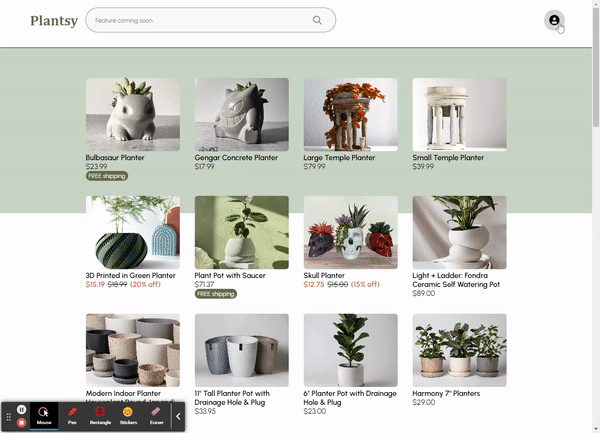 Plantsy
Feature coming soon
Bulbasaur Planter
$23.99
FREE shipping
Gengar Concrete Planter
$17.99
Large Temple Planter
$79.99
Small Temple Planter
$39.99
3D Printed in Green Planter
$15.19 $18.99 (20% off)
Plant Pot with Saucer
$71.37
FREE shipping
Skull Planter
$12.75 $15.00 (15% off)
Light + Ladder: Fondra
Ceramic Self Watering Pot
$89.00
Modern Indoor Planter
11" Tall Planter Pot with
Drainage Hole & Plug
$33.95
6" Planter Pot with Drainage
Hole & Plug
$23.00
Harmony 7" Planters
$29.00
Mouse
Pen
Rectangle
Stickers
Eraser